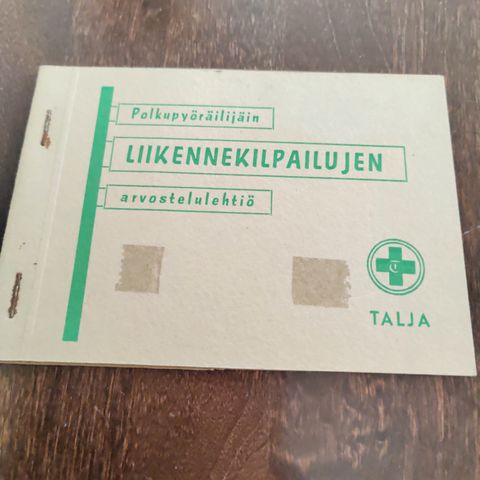 Polkupyöräilijäin
LIIKENNEKILPAILUJEN
arvostelulehtiö
TALJA